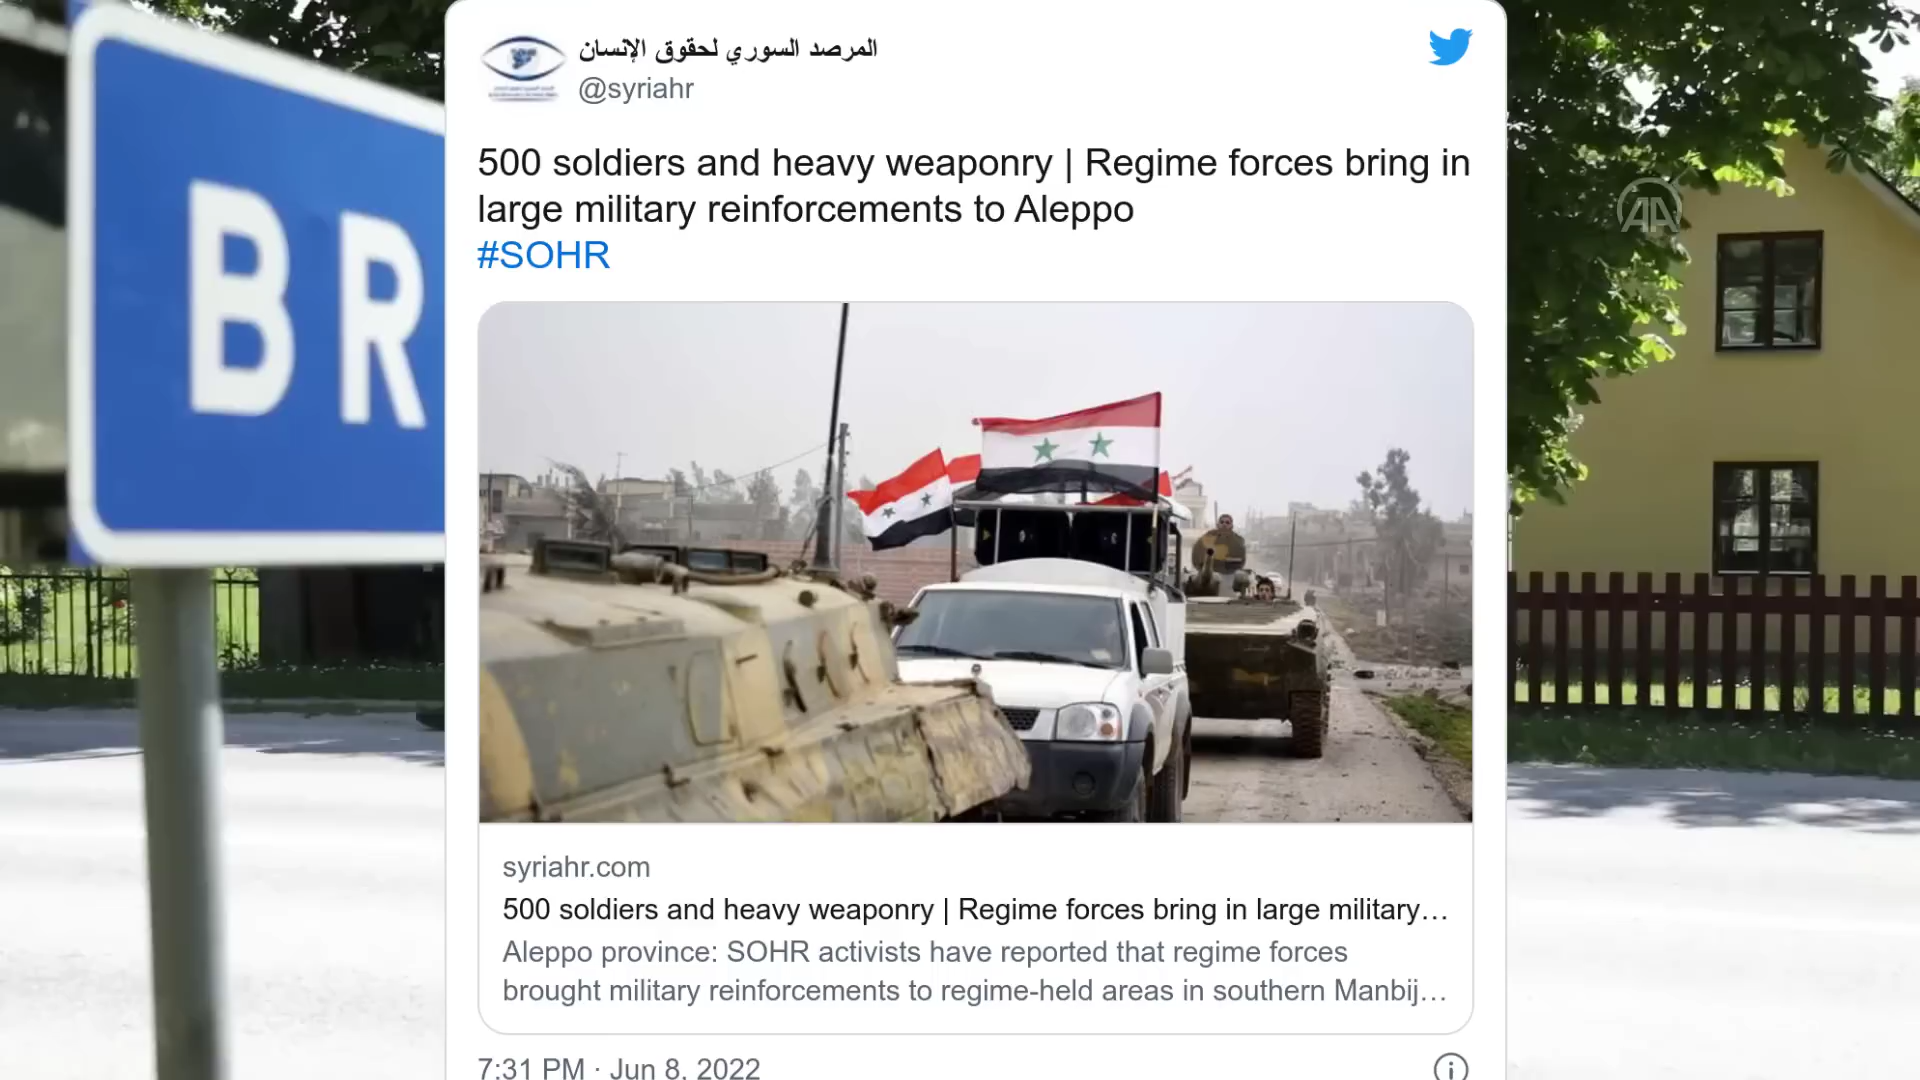 BR
المرصد السوري لحقوق الإنسان
@syriahr
500 soldiers and heavy weaponry | Regime forces bring in
large military reinforcements to Aleppo
#SOHR
AA
syriahr.com
500 soldiers and heavy weaponry | Regime forces bring in large military…
Aleppo province: SOHR activists have reported that regime forces
brought military reinforcements to regime-held areas in southern Manbij…
7:31 PM · Jun 8, 2022